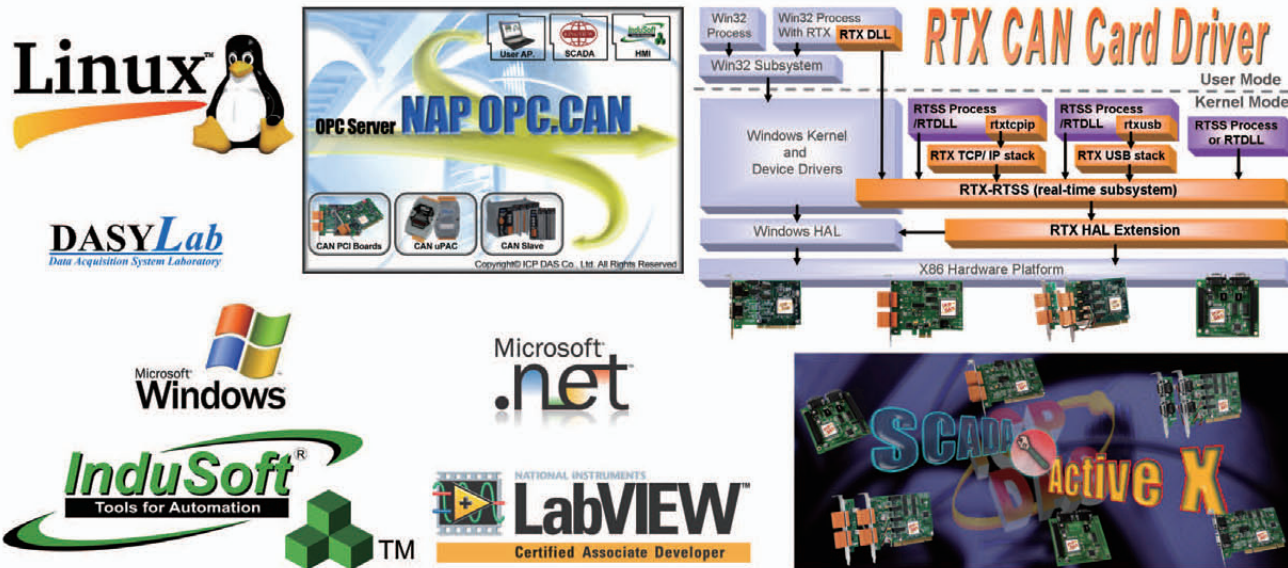 Linux™
DASYLab
Data Acquisition System Laboratory
Microsoft®
Windows
InduSoft®
Tools for Automation
TM
User AP.
SCADA
HMI
OPC Server NAP OPC.CAN
CAN PCI Boards
CAN uPAC
CAN Slave
Copyright© ICP DAS Co., Ltd. All Rights Reserved
Microsoft®
.net™
NATIONAL INSTRUMENTS
LabVIEW™
Certified Associate Developer
RTX CAN Card Driver
Win32
Process
Win32 Process
With RTX
RTX DLL
Win32 Subsystem
User Mode
Kernel Mode
Windows Kernel
and
Device Drivers
RTSS Process
/RTDLL
rtxtcpip
RTX TCP/ IP stack
RTSS Process
/RTDLL
rtxusb
RTX USB stack
RTSS Process
or RTDLL
RTX-RTSS (real-time subsystem)
Windows HAL
RTX HAL Extension
X86 Hardware Platform
SCADA
Active X